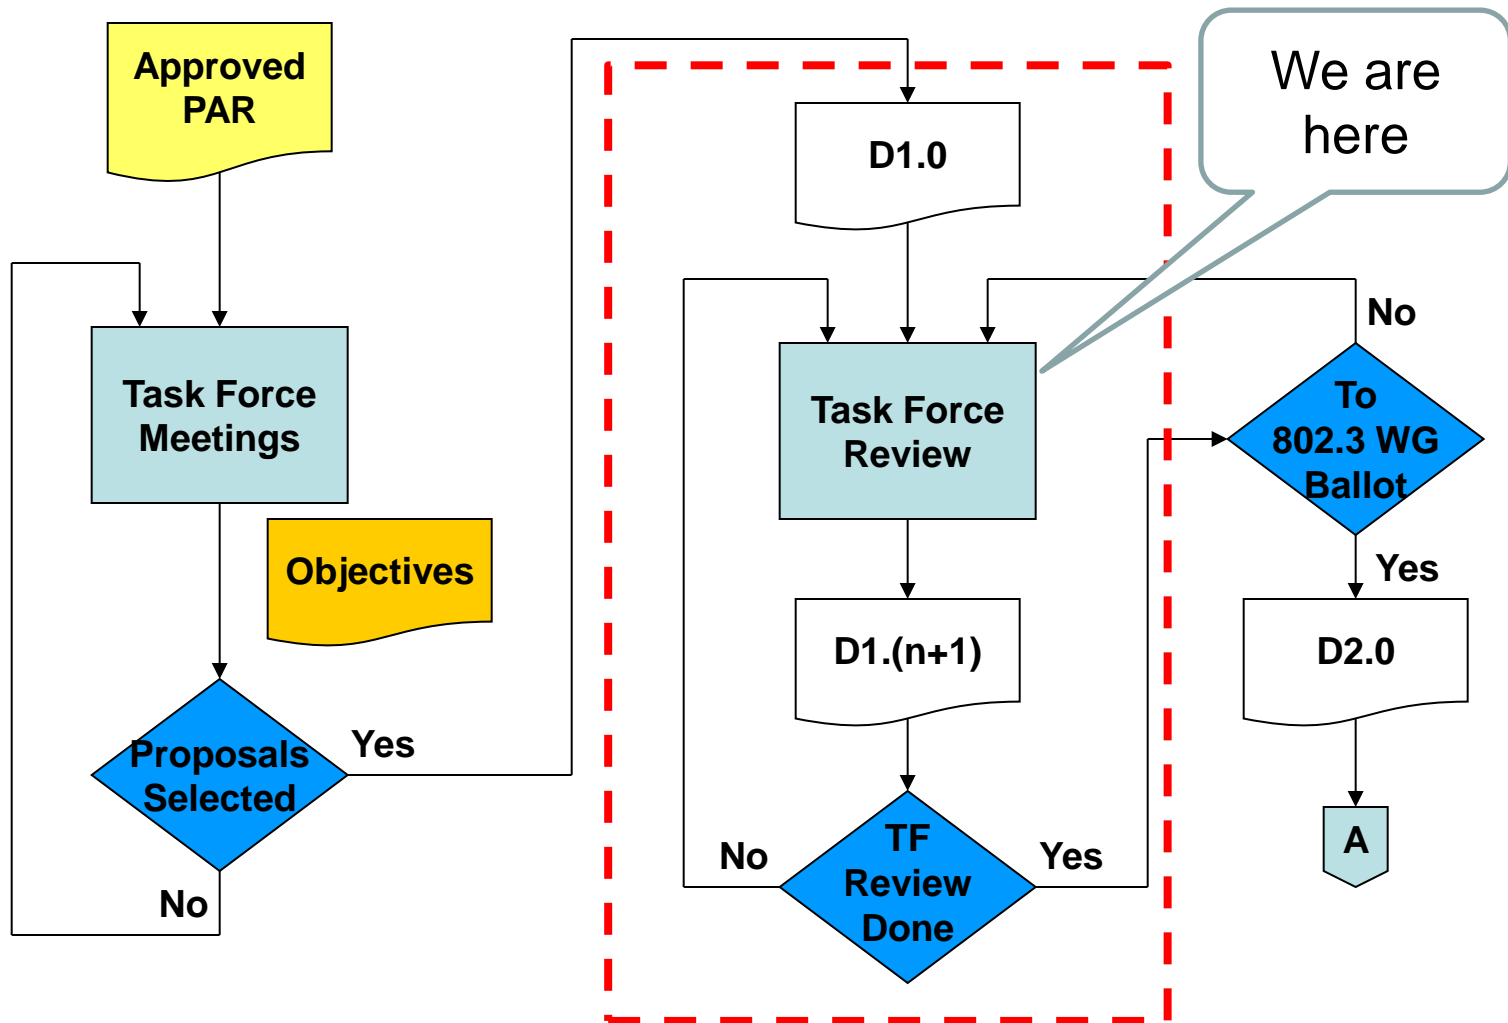 Approved
PAR
Task Force
Meetings
Objectives
Proposals
Selected
Yes
No
D1.0
Task Force
Review
D1.(n+1)
TF
Review
Done
No
Yes
We are
here
To
802.3 WG
Ballot
No
Yes
D2.0
A